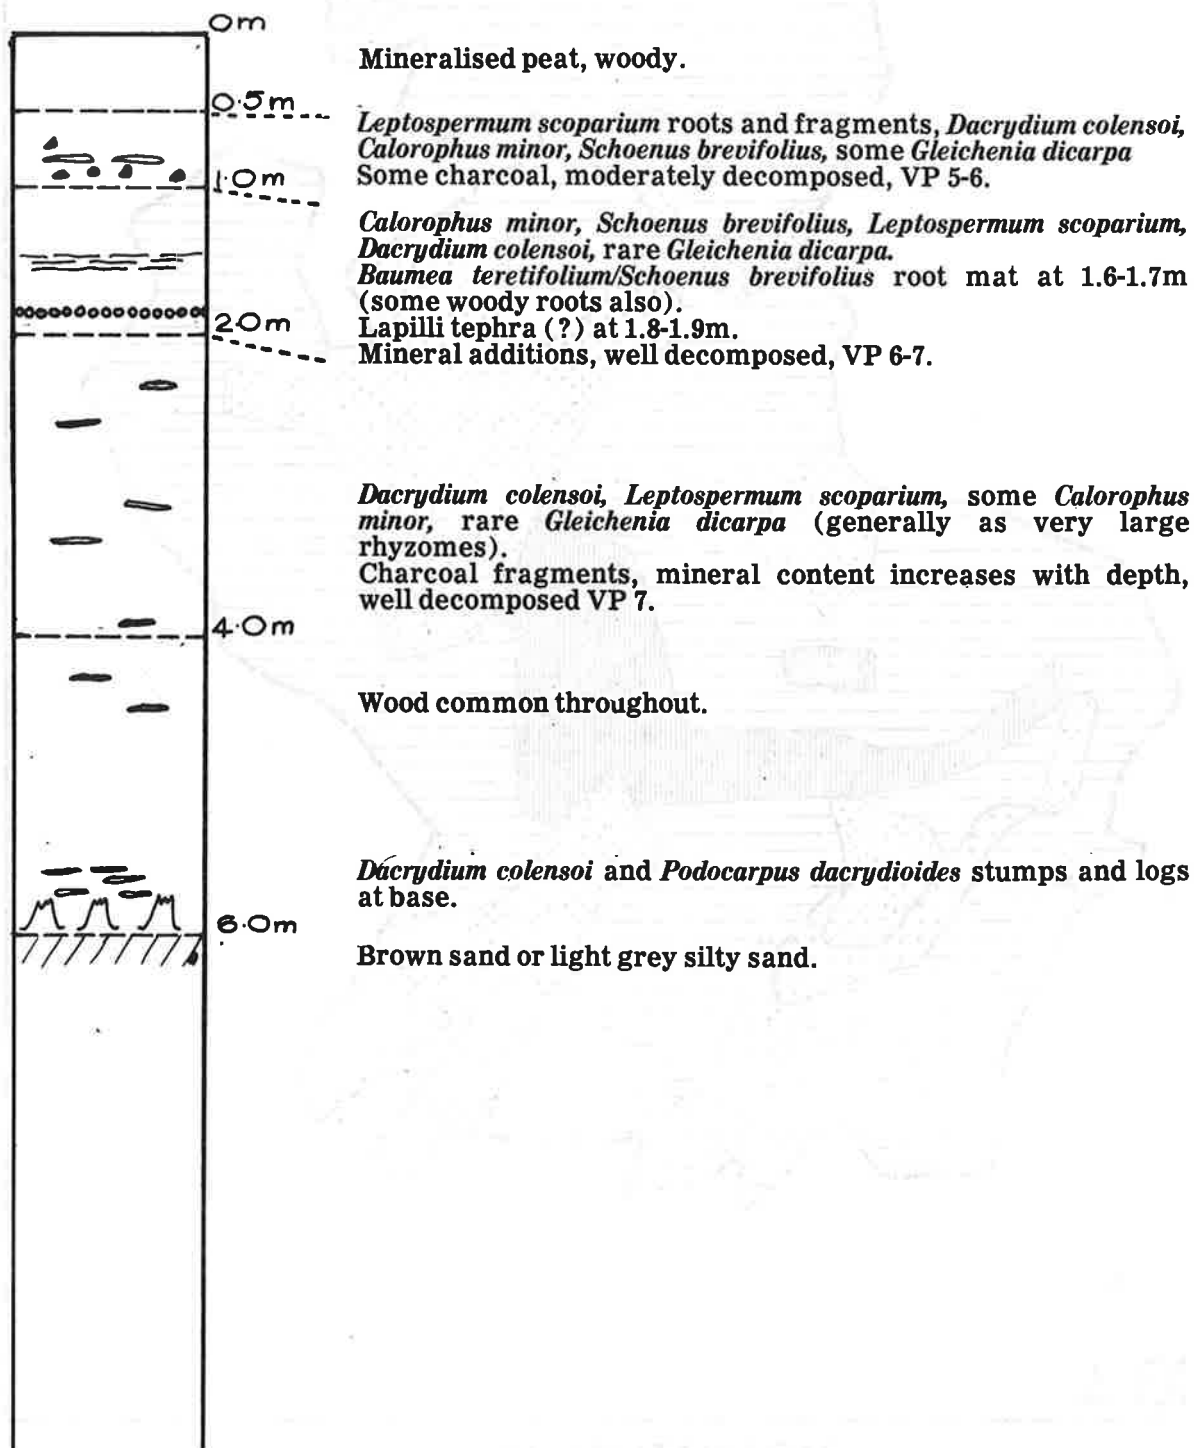 0m
Mineralised peat, woody.
0.5m
Leptospermum scoparium roots and fragments, Dacrydium colensoi,
Calorophus minor, Schoenus brevifolius, some Gleichenia dicarpa
1.0m
Some charcoal, moderately decomposed, VP 5-6.
Calorophus minor, Schoenus brevifolius, Leptospermum scoparium,
Dacrydium colensoi, rare Gleichenia dicarpa.
Baumea teretifolium/Schoenus brevifolius root mat at 1.6-1.7m
(some woody roots also).
2.0m
Lapilli tephra (?) at 1.8-1.9m.
Mineral additions, well decomposed, VP 6-7.
Dacrydium colensoi, Leptospermum scoparium, some Calorophus
minor, rare Gleichenia dicarpa (generally as very large
rhyzomes).
Charcoal fragments, mineral content increases with depth,
well decomposed VP 7.
4.0m
Wood common throughout.
Dacrydium colensoi and Podocarpus dacrydioides stumps and logs
at base.
6.0m
Brown sand or light grey silty sand.